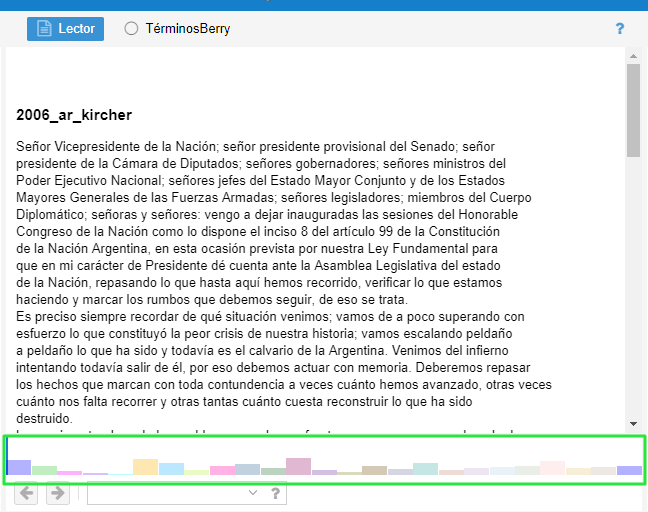 Lector
TérminosBerry
?
2006_ar_kircher
Señor Vicepresidente de la Nación; señor presidente provisional del Senado; señor
presidente de la Cámara de Diputados; señores gobernadores; señores ministros del
Poder Ejecutivo Nacional; señores jefes del Estado Mayor Conjunto y de los Estados
Mayores Generales de las Fuerzas Armadas; señores legisladores; miembros del Cuerpo
Diplomático; señoras y señores: vengo a dejar inauguradas las sesiones del Honorable
Congreso de la Nación como lo dispone el inciso 8 del artículo 99 de la Constitución
de la Nación Argentina, en esta ocasión prevista por nuestra Ley Fundamental para
que en mi carácter de Presidente dé cuenta ante la Asamblea Legislativa del estado
de la Nación, repasando lo que hasta aquí hemos recorrido, verificar lo que estamos
haciendo y marcar los rumbos que debemos seguir, de eso se trata.
Es preciso siempre recordar de qué situación venimos; vamos de a poco superando con
esfuerzo lo que constituyó la peor crisis de nuestra historia; vamos escalando peldaño
a peldaño lo que ha sido y todavía es el calvario de la Argentina. Venimos del infierno
intentando todavía salir de él, por eso debemos actuar con memoria. Deberemos repasar
los hechos que marcan con toda contundencia a veces cuánto hemos avanzado, otras veces
cuánto nos falta recorrer y otras tantas cuánto cuesta reconstruir lo que ha sido
destruido.
?